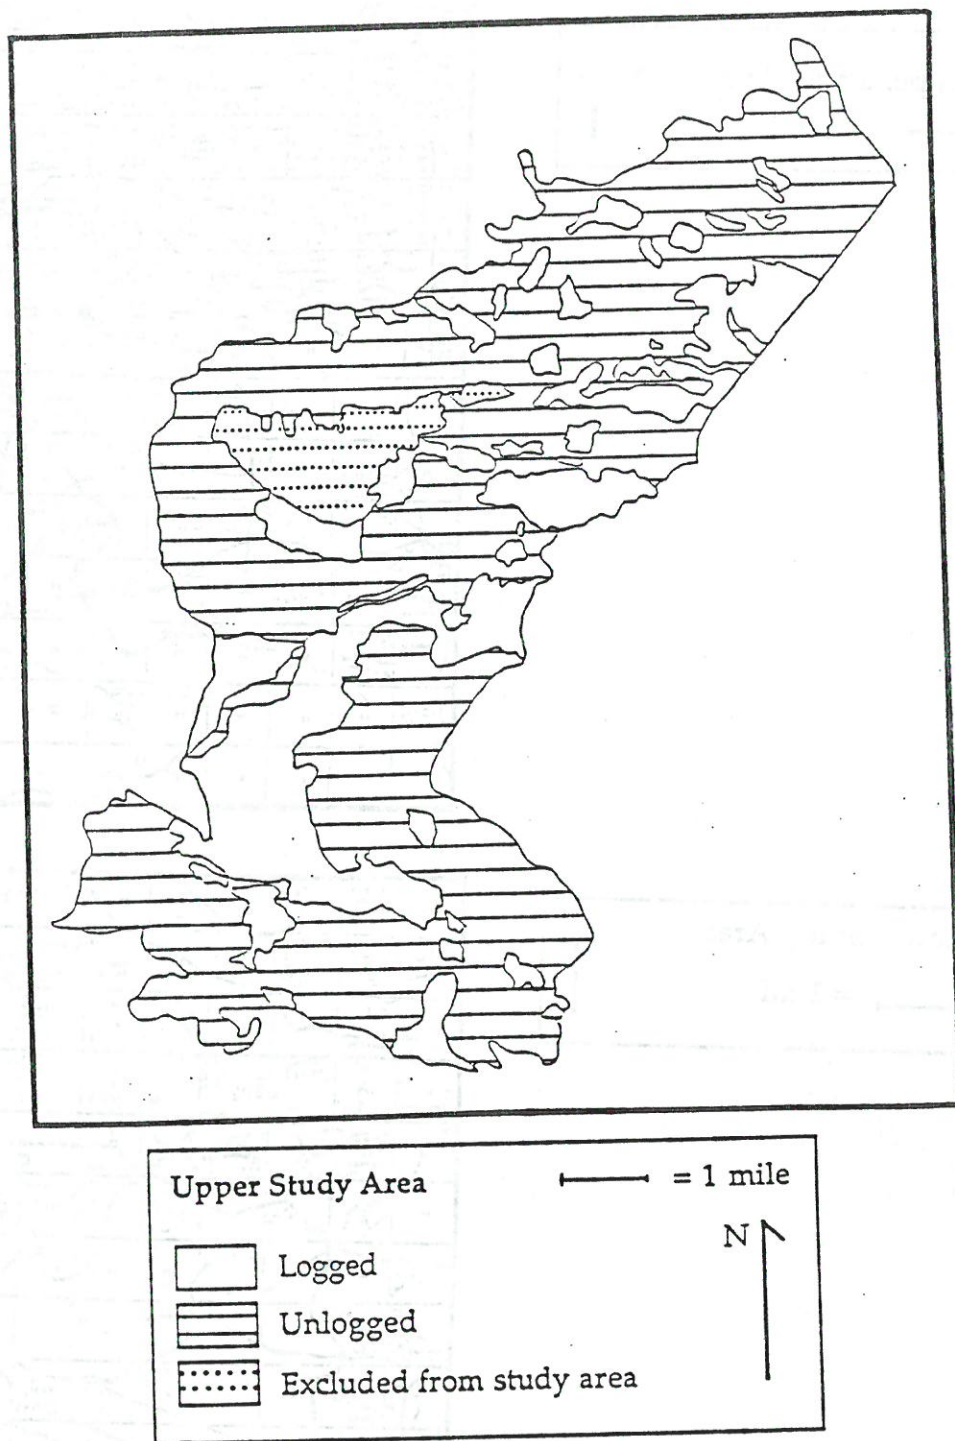 Upper Study Area
= 1 mile
N
Logged
Unlogged
Excluded from study area